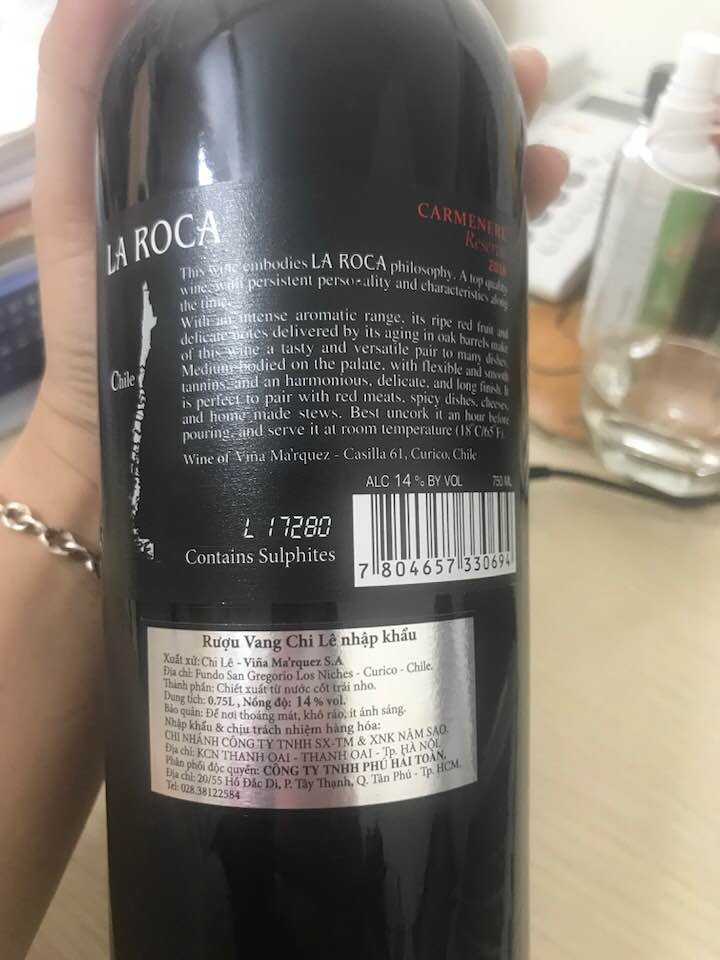 LA ROCA
CARMENERE
Reserva
This wine embodies LA ROCA philosophy. A top quality
wine, with persistent personality and characteristics along
the time.
With an intense aromatic range, its ripe red fruit and
delicate notes delivered by its aging in oak barrels make
of this wine a tasty and versatile pair to many dishes.
Medium bodied on the palate, with flexible and smooth
tannins, and an harmonious, delicate, and long finish. It
is perfect to pair with red meats, spicy dishes, cheeses,
and home made stews. Best uncork it an hour before
pouring, and serve it at room temperature (18°C/65°F).
Chile
Wine of Viña Ma'rquez - Casilla 61, Curico, Chile
ALC 14 % BY VOL 750 ML
L 17280
Contains Sulphites
7 804657 330694
Rượu Vang Chi Lê nhập khẩu
Xuất xứ: Chi Lê - Viña Ma'rquez S.A
Địa chỉ: Fundo San Gregorio Los Niches - Curico - Chile.
Thành phần: Chiết xuất từ nước cốt trái nho.
Dung tích: 0.75L , Nồng độ: 14 % vol.
Bảo quản: Để nơi thoáng mát, khô ráo, ít ánh sáng.
Nhập khẩu & chịu trách nhiệm hàng hóa:
CHI NHÁNH CÔNG TY TNHH SX-TM & XNK NĂM SAO.
Địa chỉ: KCN THANH OAI - THANH OAI - Tp. HÀ NỘI.
Phân phối độc quyền: CÔNG TY TNHH PHÚ HẢI TOÀN.
Địa chỉ: 20/55 Hồ Đắc Di, P. Tây Thạnh, Q. Tân Phú - Tp. HCM.
Tel: 028.38122584